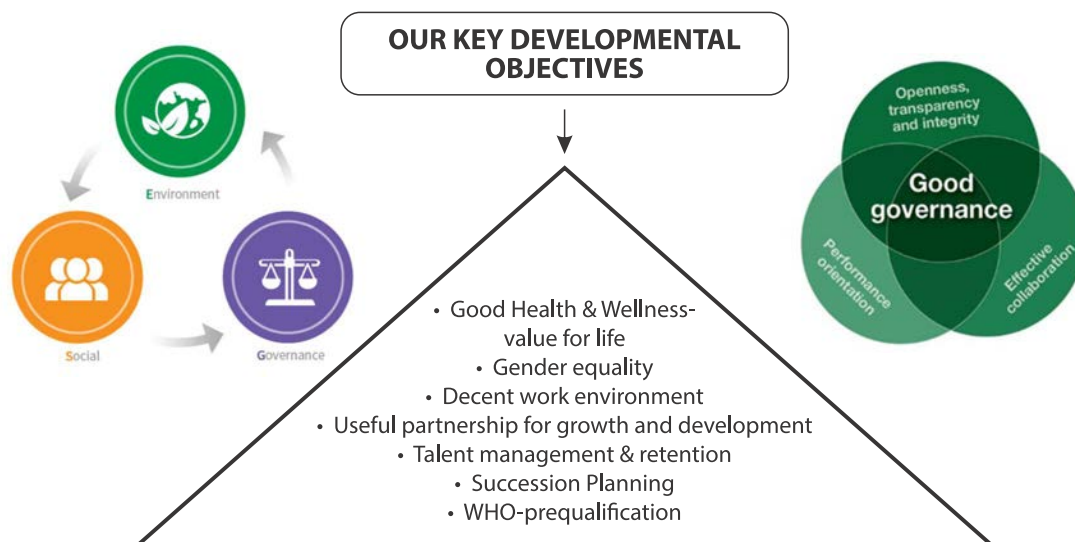 OUR KEY DEVELOPMENTAL
OBJECTIVES
Environment
Social
Governance
Openness,
transparency
and integrity
Good
governance
Performance
orientation
Effective
collaboration
• Good Health & Wellness-
value for life
• Gender equality
• Decent work environment
• Useful partnership for growth and development
• Talent management & retention
• Succession Planning
• WHO-prequalification